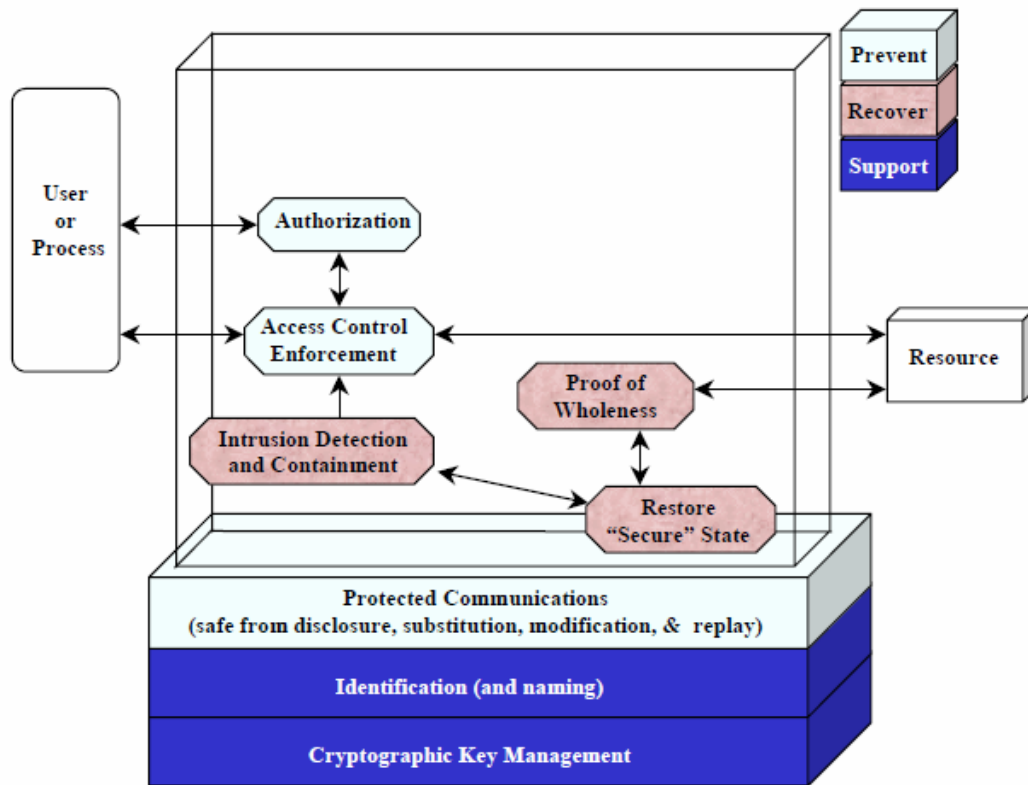 Prevent
Recover
Support
User
or
Process
Authorization
Access Control
Enforcement
Resource
Proof of
Wholeness
Intrusion Detection
and Containment
Restore
“Secure” State
Protected Communications
(safe from disclosure, substitution, modification, & replay)
Identification (and naming)
Cryptographic Key Management